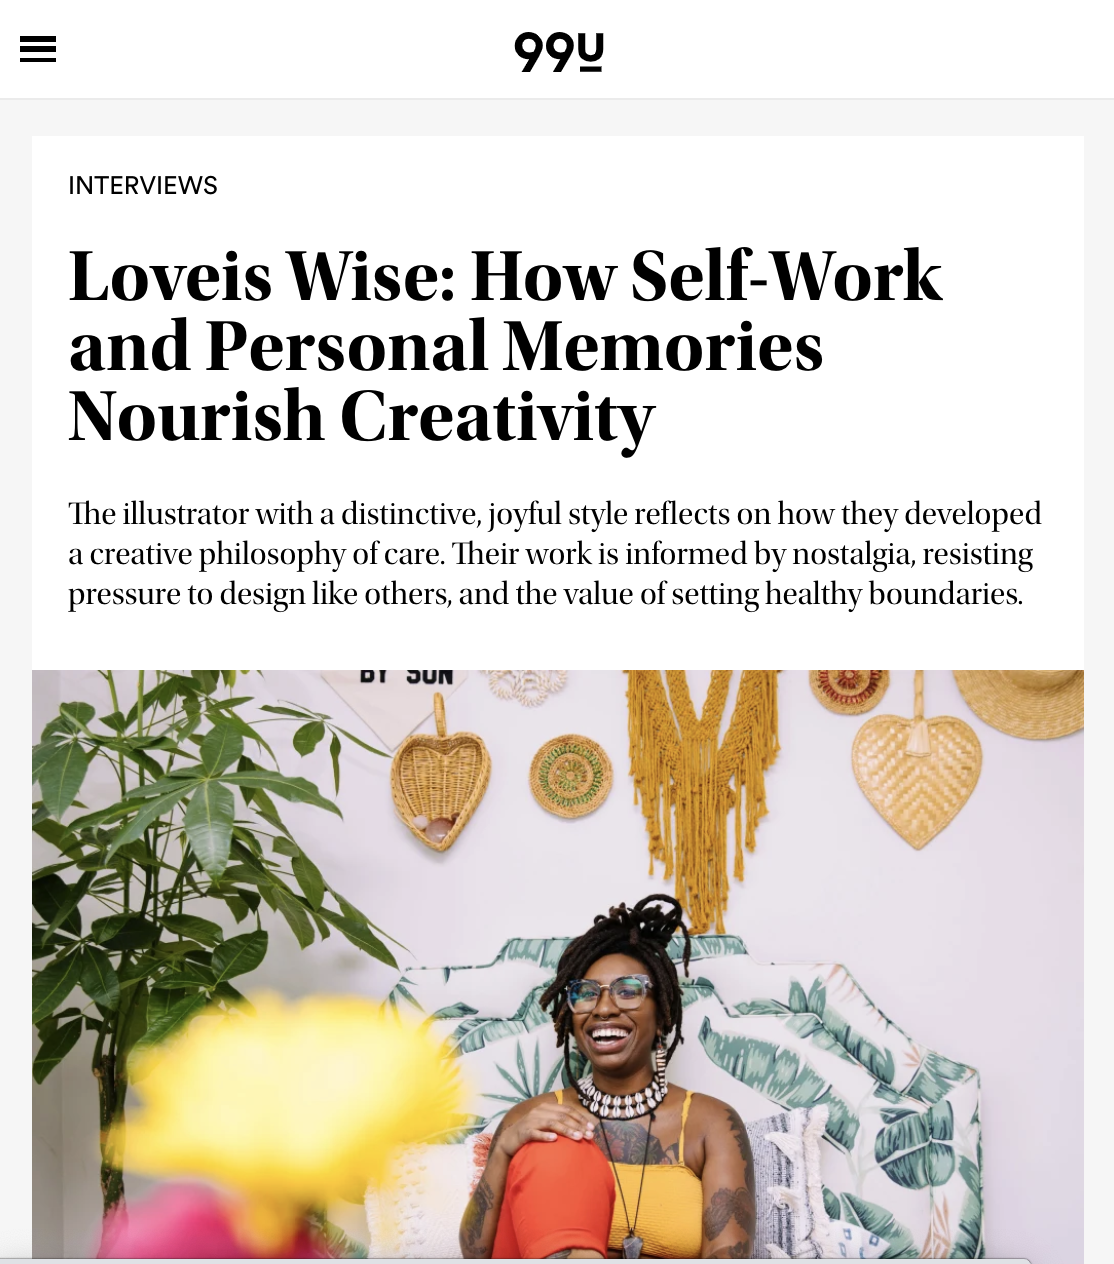 99u
INTERVIEWS
Loveis Wise: How Self-Work
and Personal Memories
Nourish Creativity
The illustrator with a distinctive, joyful style reflects on how they developed
a creative philosophy of care. Their work is informed by nostalgia, resisting
pressure to design like others, and the value of setting healthy boundaries.
BY SUN